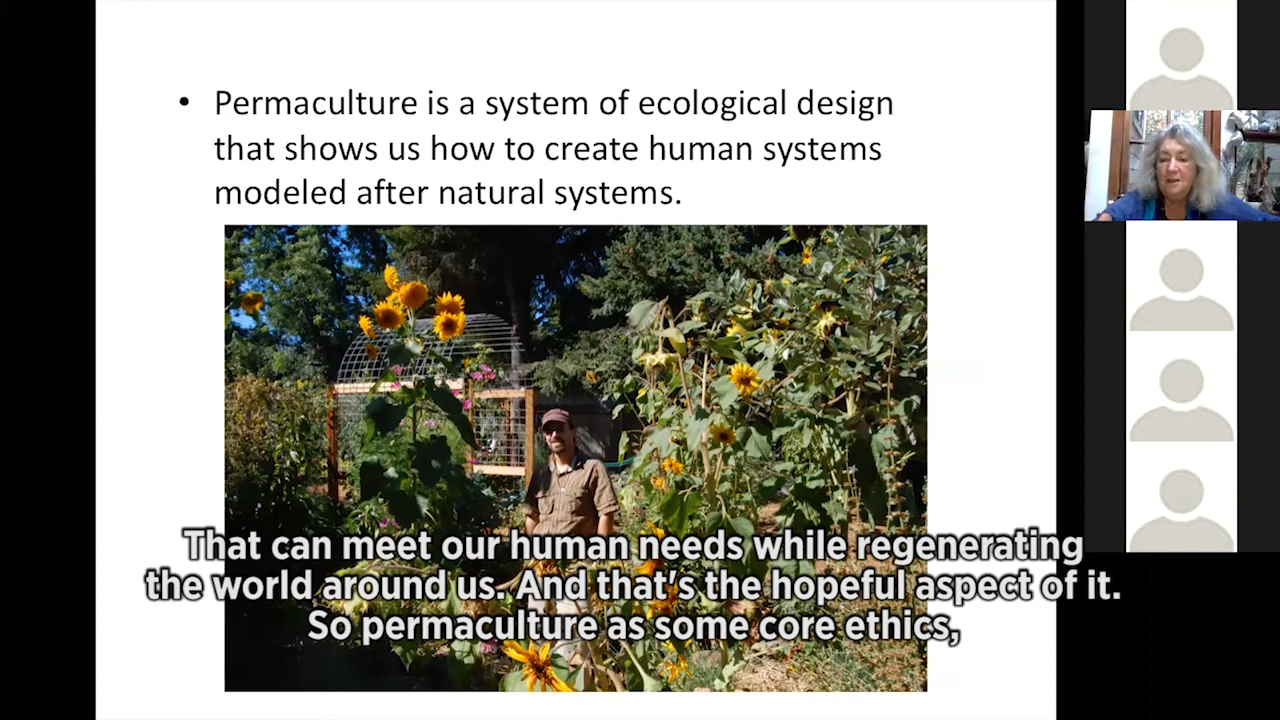 • Permaculture is a system of ecological design
that shows us how to create human systems
modeled after natural systems.
That can meet our human needs while regenerating
the world around us. And that's the hopeful aspect of it.
So permaculture as some core ethics,